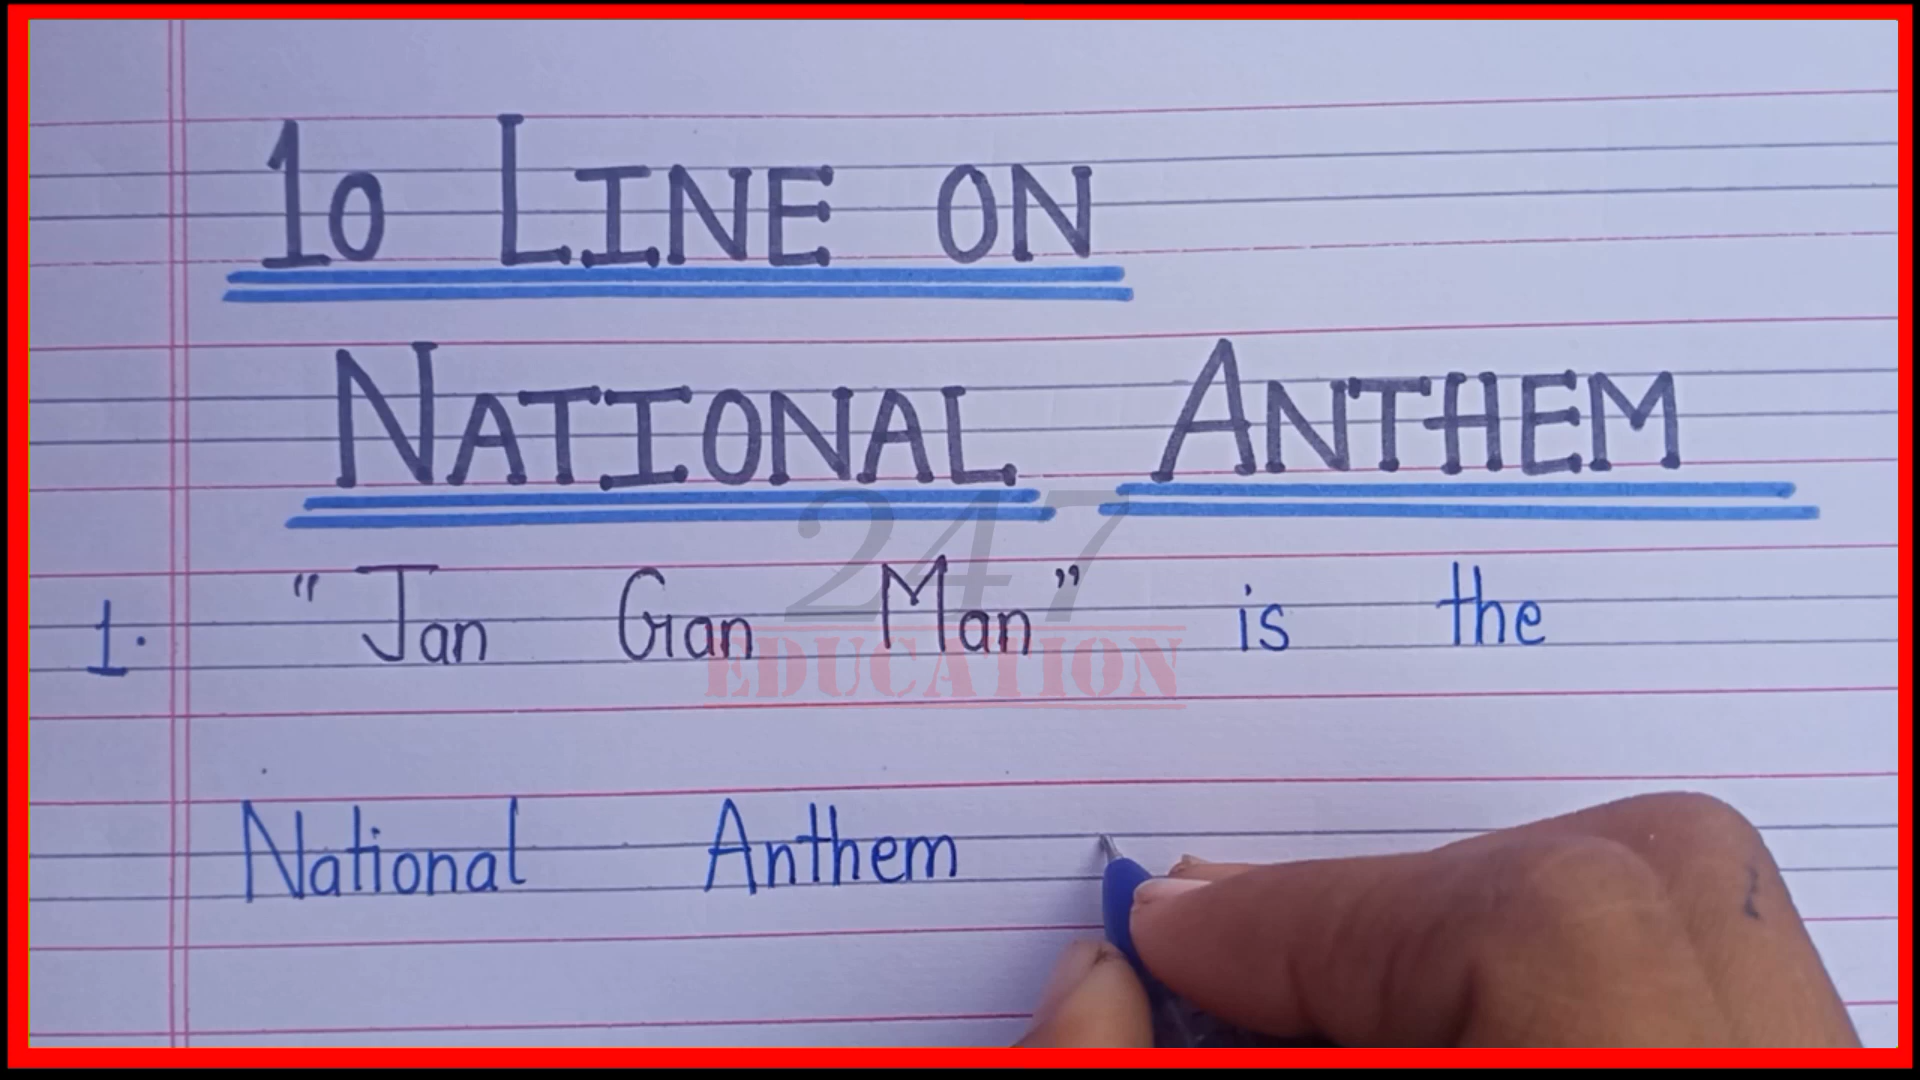 10 LINE ON
NATIONAL ANTHEM
247
EDUCATION
1. "Jan Gan Man" is the
National Anthem